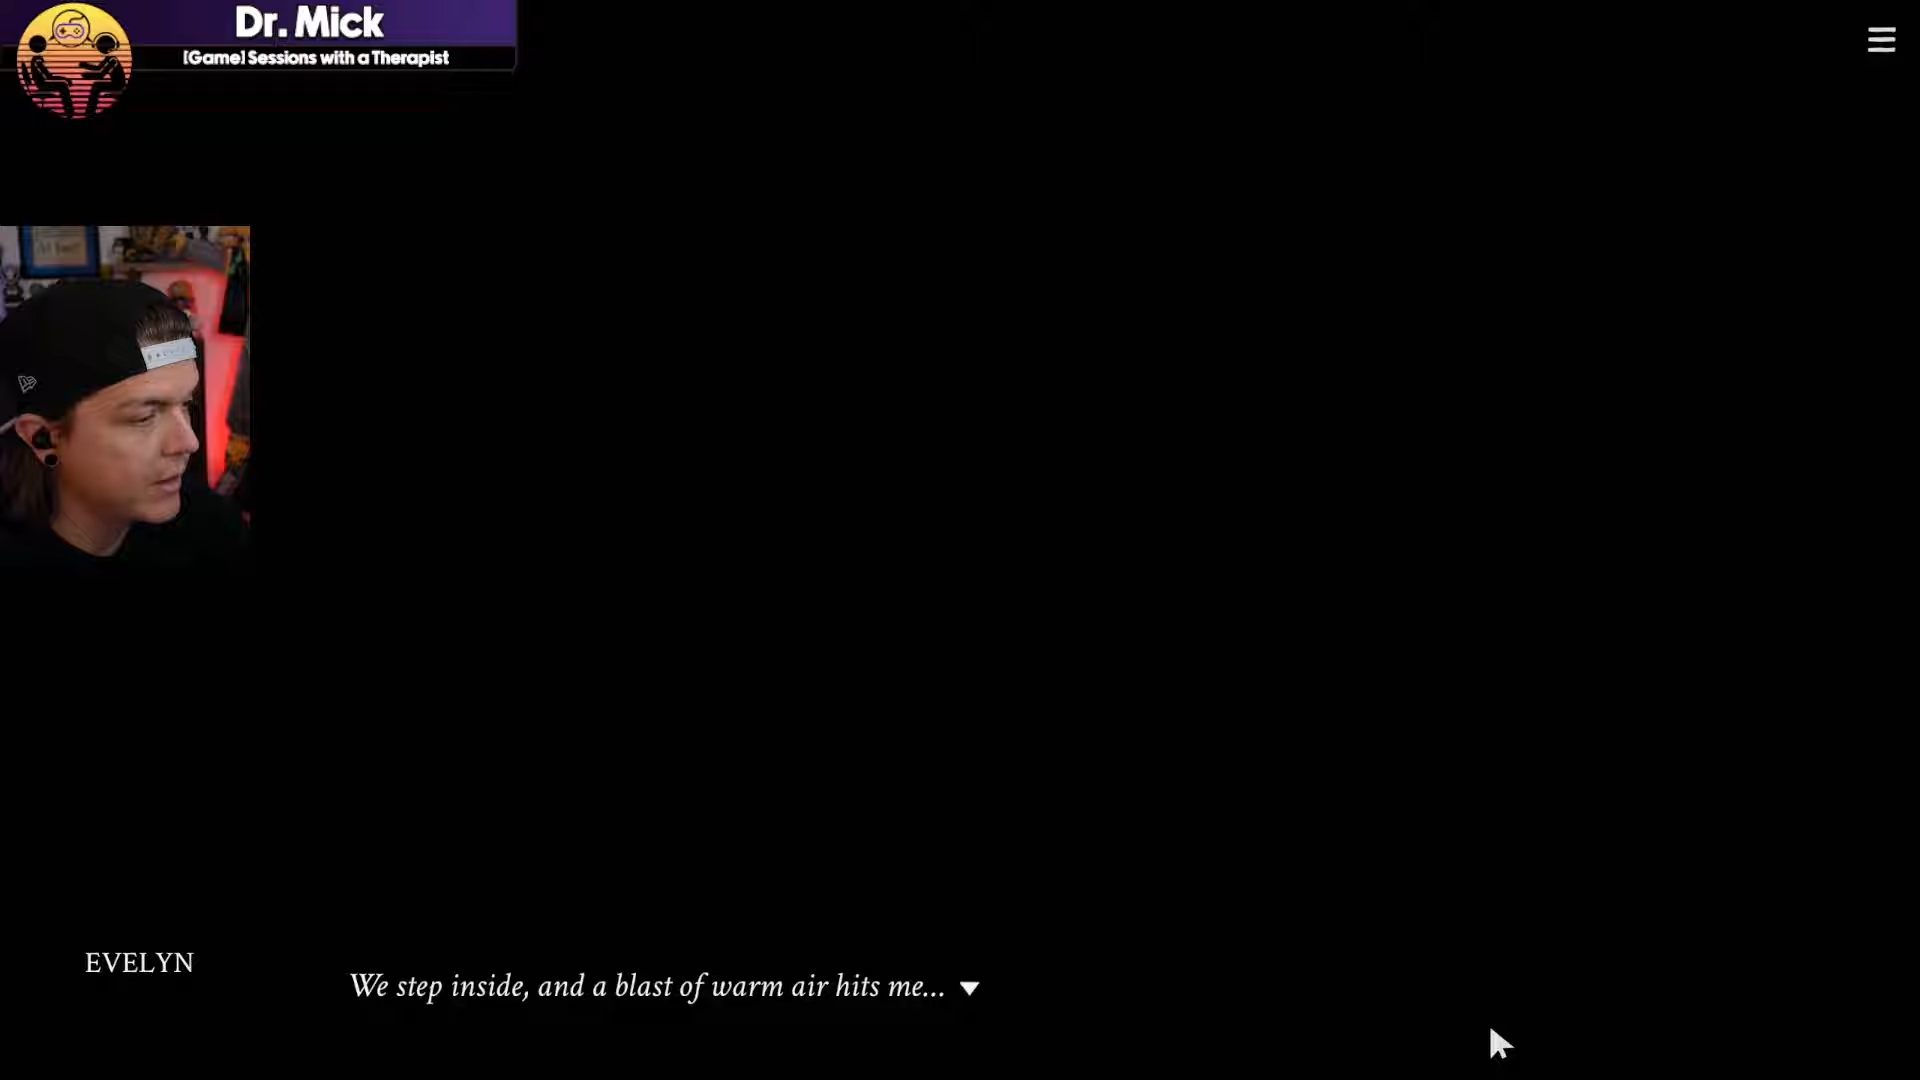 Dr. Mick
[Game] Sessions with a Therapist
EVELYN
We step inside, and a blast of warm air hits me...